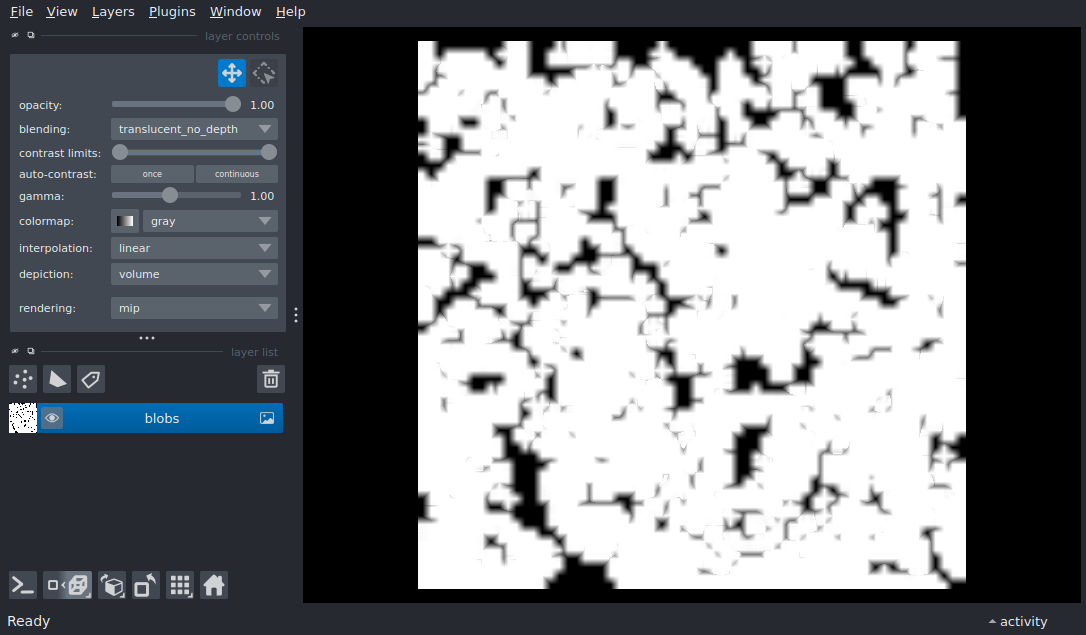 File View Layers Plugins Window Help
layer controls
opacity: 1.00
blending: translucent_no_depth
contrast limits:
auto-contrast: once continuous
gamma: 1.00
colormap: gray
interpolation: linear
depiction: volume
rendering: mip
layer list
blobs
Ready
activity